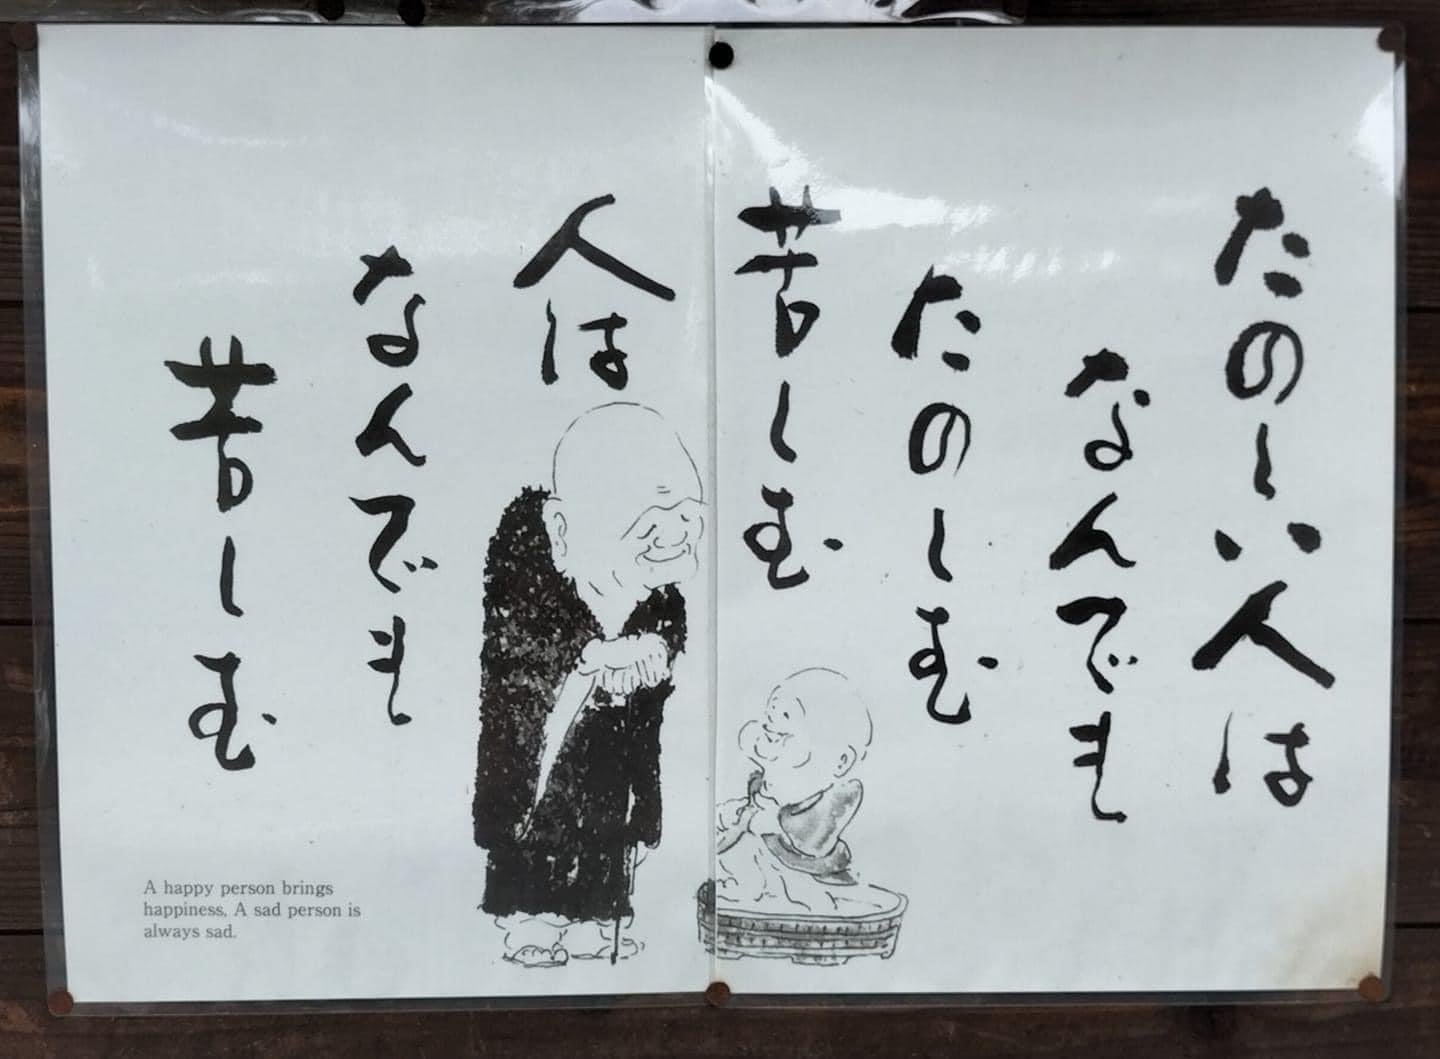 たのしい人は
なんでも
たのしむ
苦しむ
人は
なんでも
苦しむ
A happy person brings
happiness, A sad person is
always sad.